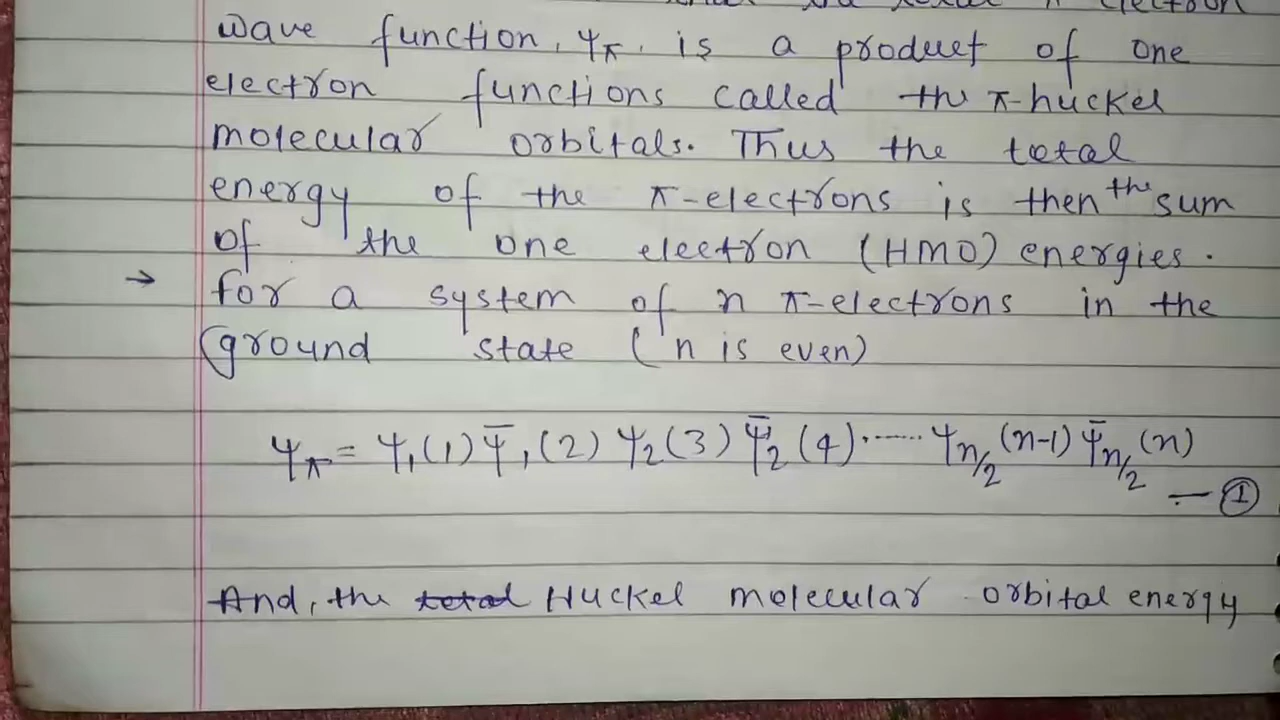 electron
wave function, ψπ, is a product of one
electron functions called the π-huckel
molecular orbitals. Thus the total
energy of the π-electrons is then the sum
of the one electron (HMO) energies.
→ for a system of n π-electrons in the
ground state (n is even)
ψπ = ψ₁(1) ψ̄₁(2) ψ₂(3) ψ̄₂(4)........ ψn/2(n-1) ψ̄n/2(n)
— ①
And, the total Huckel molecular orbital energy